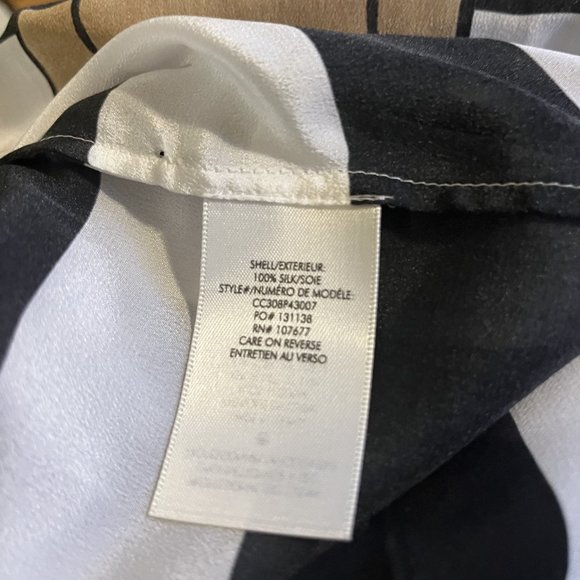 SHELL/EXTERIEUR:
100% SILK/SOIE
STYLE#/NUMÉRO DE MODÈLE:
CC308P43007
PO# 131138
RN# 107677
CARE ON REVERSE
ENTRETIEN AU VERSO